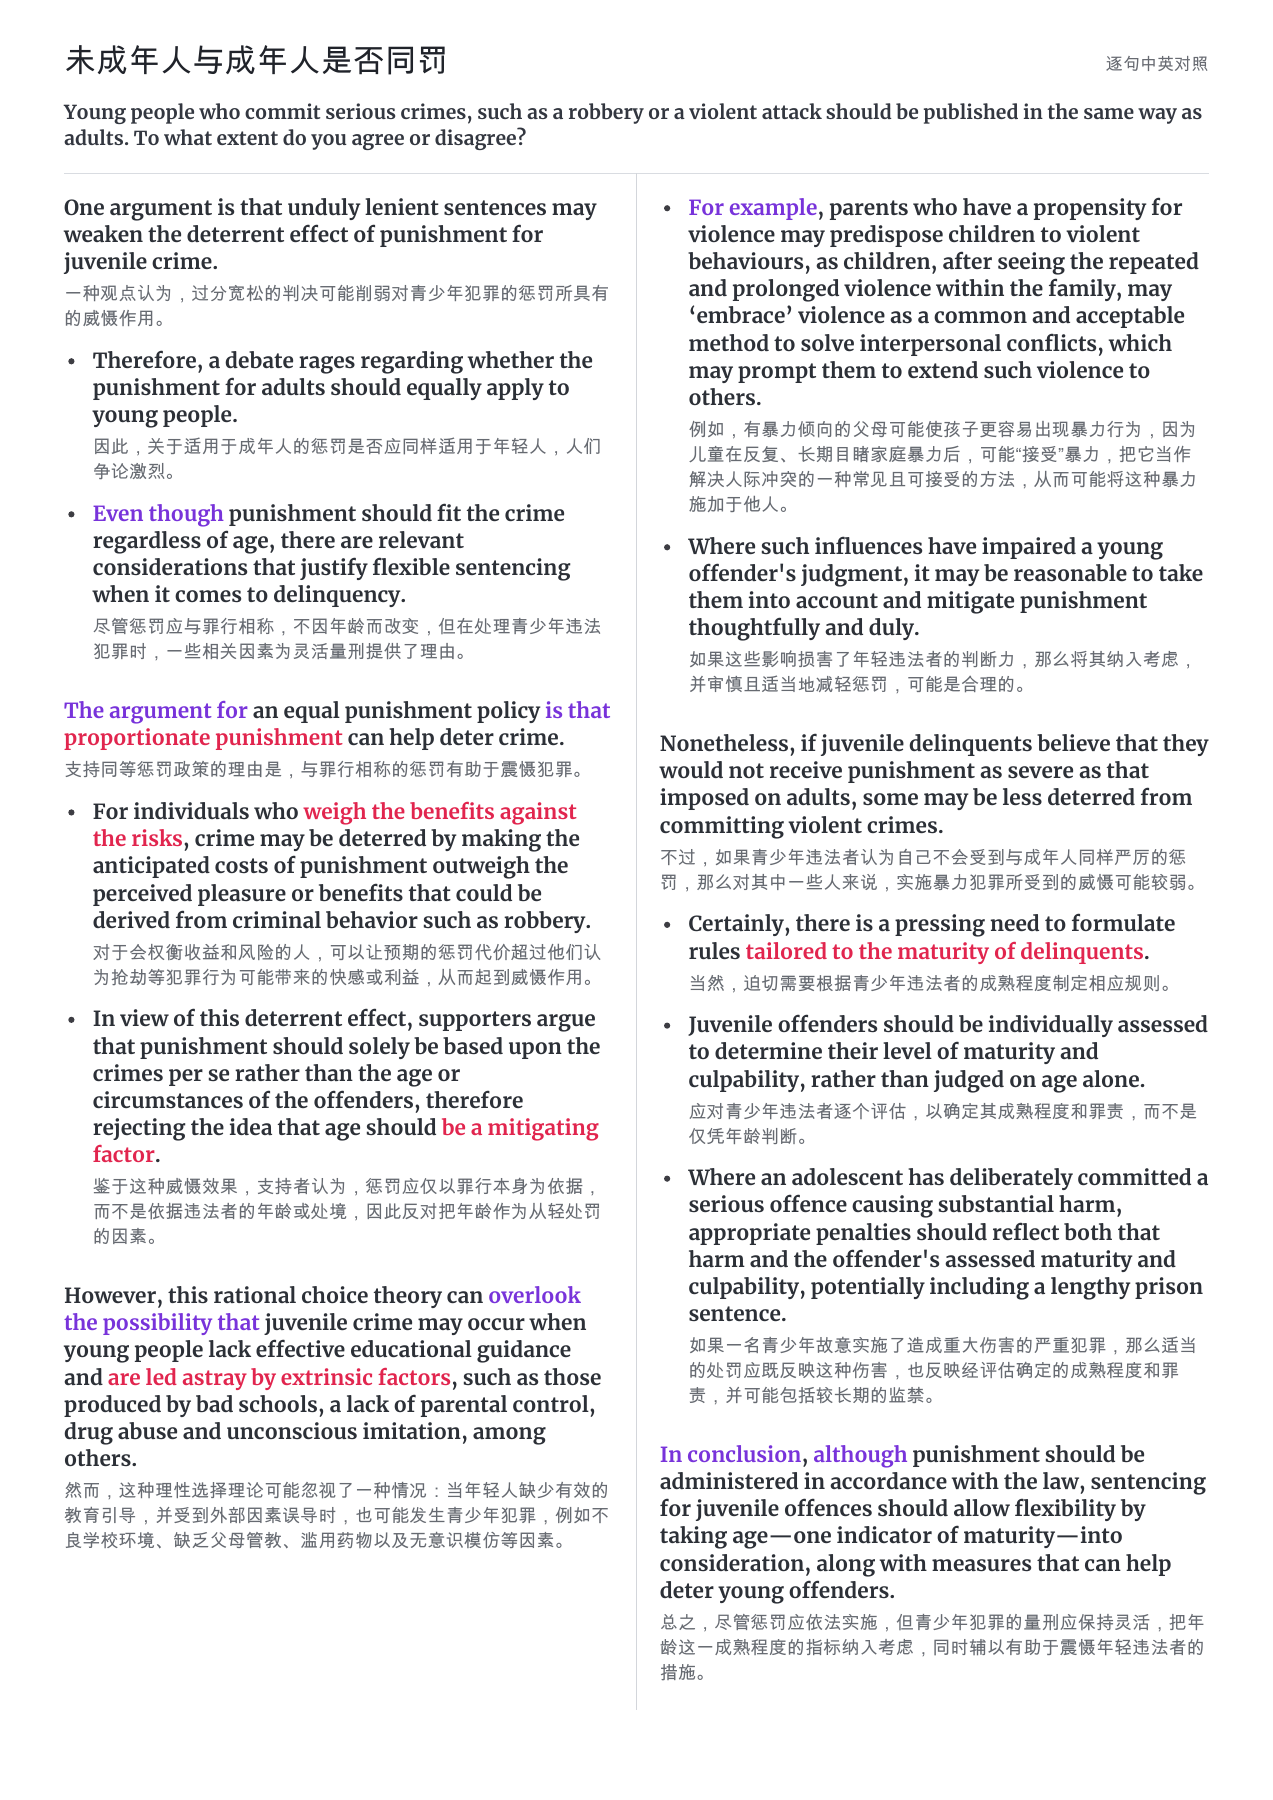 未成年人与成年人是否同罚
逐句中英对照
Young people who commit serious crimes, such as a robbery or a violent attack should be published in the same way as
adults. To what extent do you agree or disagree?
One argument is that unduly lenient sentences may
weaken the deterrent effect of punishment for
juvenile crime.
一种观点认为，过分宽松的判决可能削弱对青少年犯罪的惩罚所具有
的威慑作用。
• Therefore, a debate rages regarding whether the
punishment for adults should equally apply to
young people.
因此，关于适用于成年人的惩罚是否应同样适用于年轻人，人们
争论激烈。
• Even though punishment should fit the crime
regardless of age, there are relevant
considerations that justify flexible sentencing
when it comes to delinquency.
尽管惩罚应与罪行相称，不因年龄而改变，但在处理青少年违法
犯罪时，一些相关因素为灵活量刑提供了理由。
The argument for an equal punishment policy is that
proportionate punishment can help deter crime.
支持同等惩罚政策的理由是，与罪行相称的惩罚有助于震慑犯罪。
• For individuals who weigh the benefits against
the risks, crime may be deterred by making the
anticipated costs of punishment outweigh the
perceived pleasure or benefits that could be
derived from criminal behavior such as robbery.
对于会权衡收益和风险的人，可以让预期的惩罚代价超过他们认
为抢劫等犯罪行为可能带来的快感或利益，从而起到威慑作用。
• In view of this deterrent effect, supporters argue
that punishment should solely be based upon the
crimes per se rather than the age or
circumstances of the offenders, therefore
rejecting the idea that age should be a mitigating
factor.
鉴于这种威慑效果，支持者认为，惩罚应仅以罪行本身为依据，
而不是依据违法者的年龄或处境，因此反对把年龄作为从轻处罚
的因素。
However, this rational choice theory can overlook
the possibility that juvenile crime may occur when
young people lack effective educational guidance
and are led astray by extrinsic factors, such as those
produced by bad schools, a lack of parental control,
drug abuse and unconscious imitation, among
others.
然而，这种理性选择理论可能忽视了一种情况：当年轻人缺少有效的
教育引导，并受到外部因素误导时，也可能发生青少年犯罪，例如不
良学校环境、缺乏父母管教、滥用药物以及无意识模仿等因素。
• For example, parents who have a propensity for
violence may predispose children to violent
behaviours, as children, after seeing the repeated
and prolonged violence within the family, may
‘embrace’ violence as a common and acceptable
method to solve interpersonal conflicts, which
may prompt them to extend such violence to
others.
例如，有暴力倾向的父母可能使孩子更容易出现暴力行为，因为
儿童在反复、长期目睹家庭暴力后，可能“接受”暴力，把它当作
解决人际冲突的一种常见且可接受的方法，从而可能将这种暴力
施加于他人。
• Where such influences have impaired a young
offender's judgment, it may be reasonable to take
them into account and mitigate punishment
thoughtfully and duly.
如果这些影响损害了年轻违法者的判断力，那么将其纳入考虑，
并审慎且适当地减轻惩罚，可能是合理的。
Nonetheless, if juvenile delinquents believe that they
would not receive punishment as severe as that
imposed on adults, some may be less deterred from
committing violent crimes.
不过，如果青少年违法者认为自己不会受到与成年人同样严厉的惩
罚，那么对其中一些人来说，实施暴力犯罪所受到的威慑可能较弱。
• Certainly, there is a pressing need to formulate
rules tailored to the maturity of delinquents.
当然，迫切需要根据青少年违法者的成熟程度制定相应规则。
• Juvenile offenders should be individually assessed
to determine their level of maturity and
culpability, rather than judged on age alone.
应对青少年违法者逐个评估，以确定其成熟程度和罪责，而不是
仅凭年龄判断。
• Where an adolescent has deliberately committed a
serious offence causing substantial harm,
appropriate penalties should reflect both that
harm and the offender's assessed maturity and
culpability, potentially including a lengthy prison
sentence.
如果一名青少年故意实施了造成重大伤害的严重犯罪，那么适当
的处罚应既反映这种伤害，也反映经评估确定的成熟程度和罪
责，并可能包括较长期的监禁。
In conclusion, although punishment should be
administered in accordance with the law, sentencing
for juvenile offences should allow flexibility by
taking age—one indicator of maturity—into
consideration, along with measures that can help
deter young offenders.
总之，尽管惩罚应依法实施，但青少年犯罪的量刑应保持灵活，把年
龄这一成熟程度的指标纳入考虑，同时辅以有助于震慑年轻违法者的
措施。